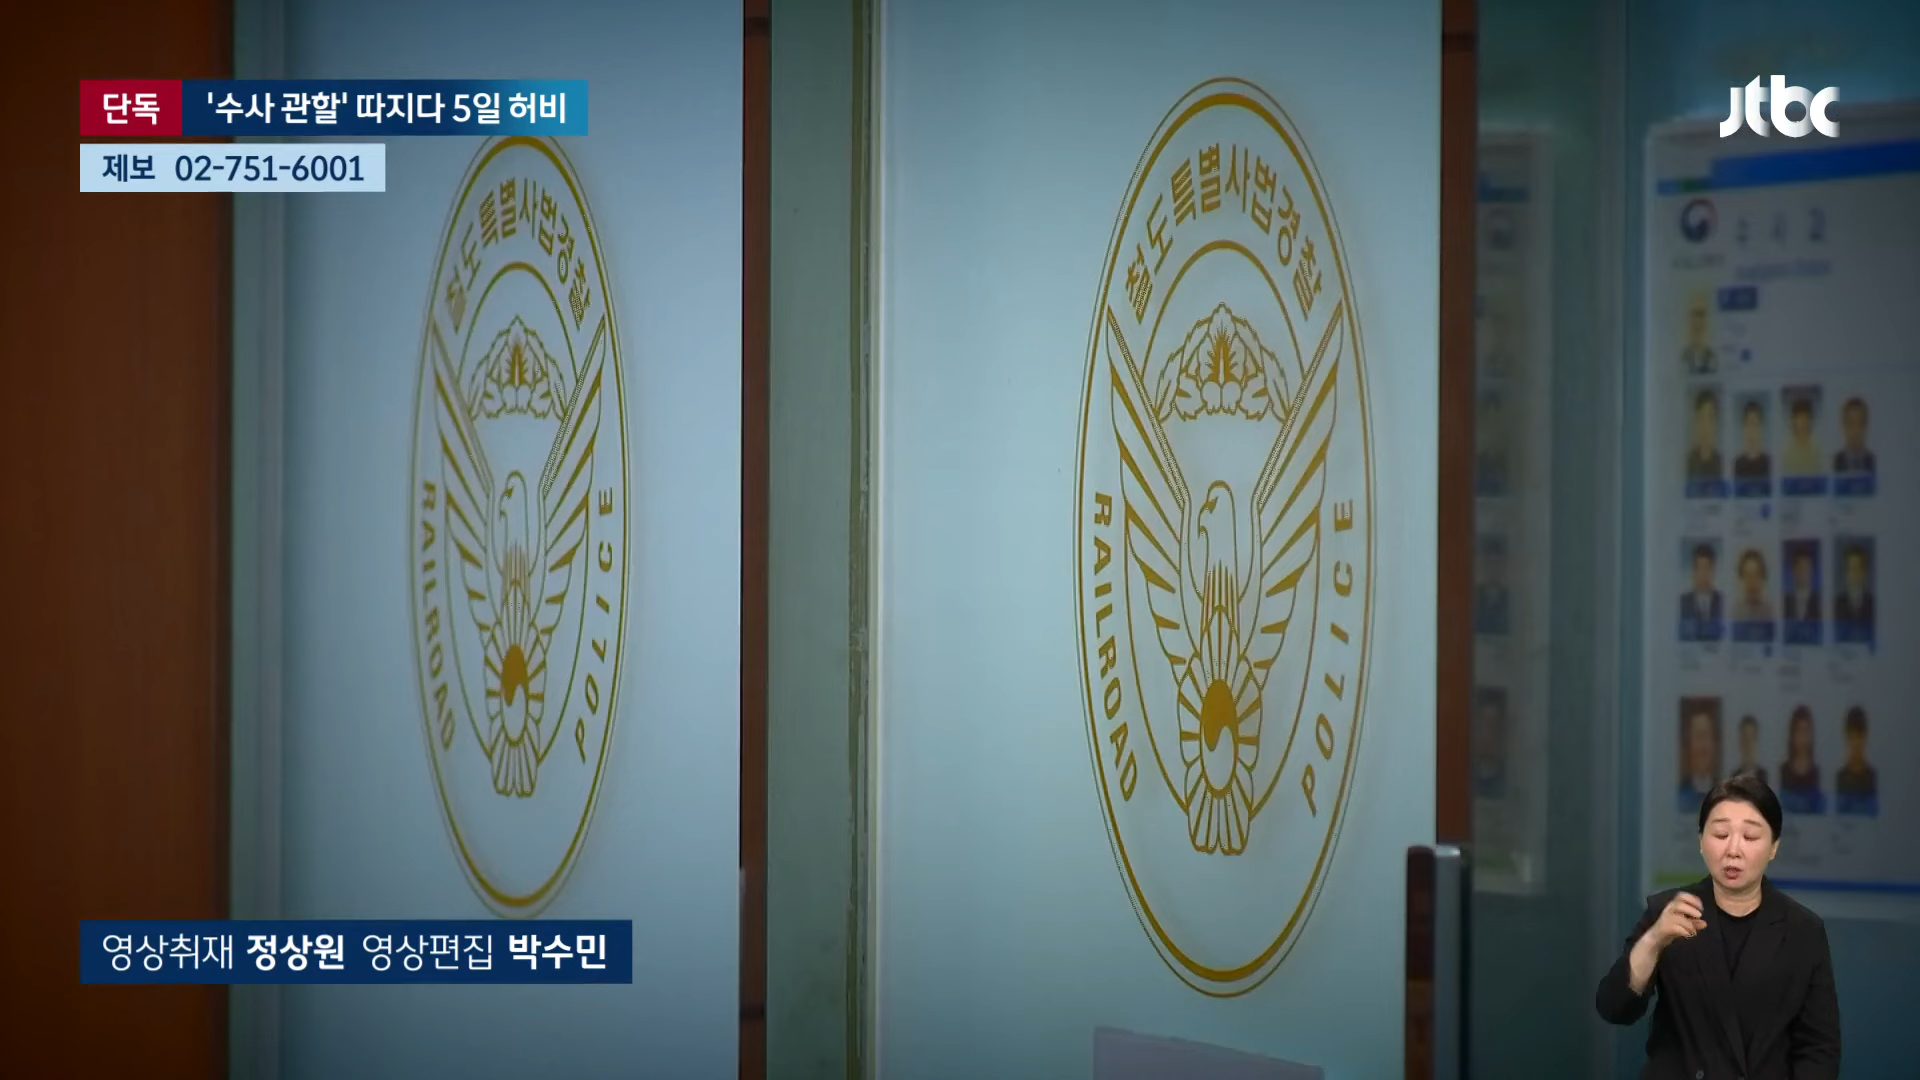 단독 '수사 관할' 따지다 5일 허비
jtbc
제보 02-751-6001
철도특별사법경찰
RAILROAD POLICE
철도특별사법경찰
RAILROAD POLICE
영상취재 정상원 영상편집 박수민